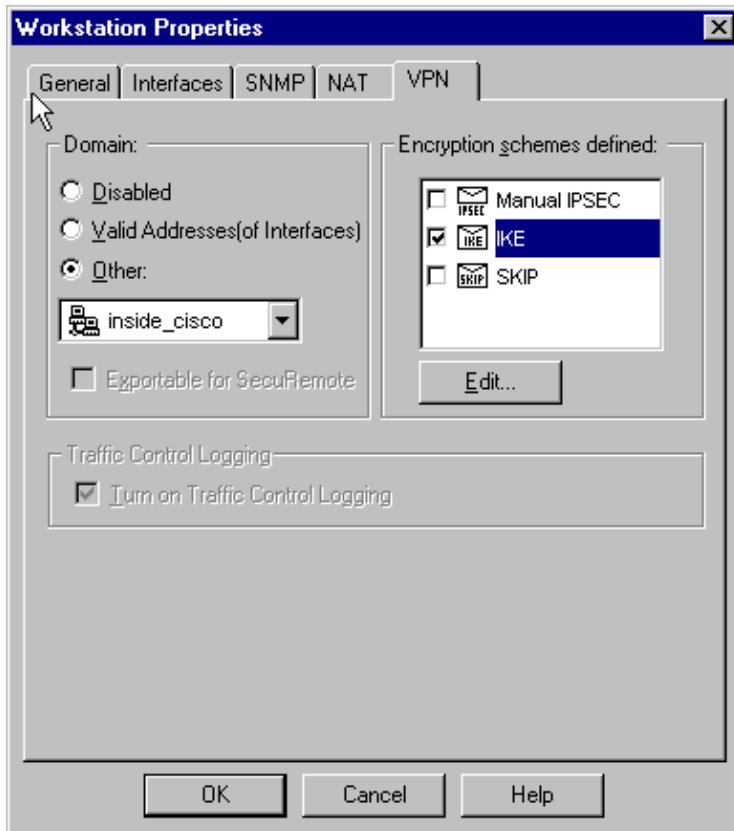 Workstation Properties
General Interfaces SNMP NAT VPN
Domain:
Disabled
Valid Addresses(of Interfaces)
Other:
inside_cisco
Exportable for SecuRemote
Encryption schemes defined:
IPSEC Manual IPSEC
IKE IKE
SKIP SKIP
Edit...
Traffic Control Logging
Turn on Traffic Control Logging
OK Cancel Help